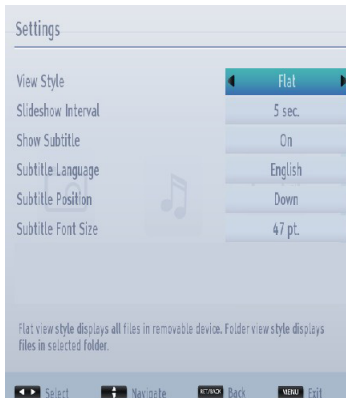 Settings
View Style Flat
Slideshow Interval 5 sec.
Show Subtitle On
Subtitle Language English
Subtitle Position Down
Subtitle Font Size 47 pt.
Flat view style displays all files in removable device. Folder view style displays
files in selected folder.
Select Navigate RET/BACK Back MENU Exit